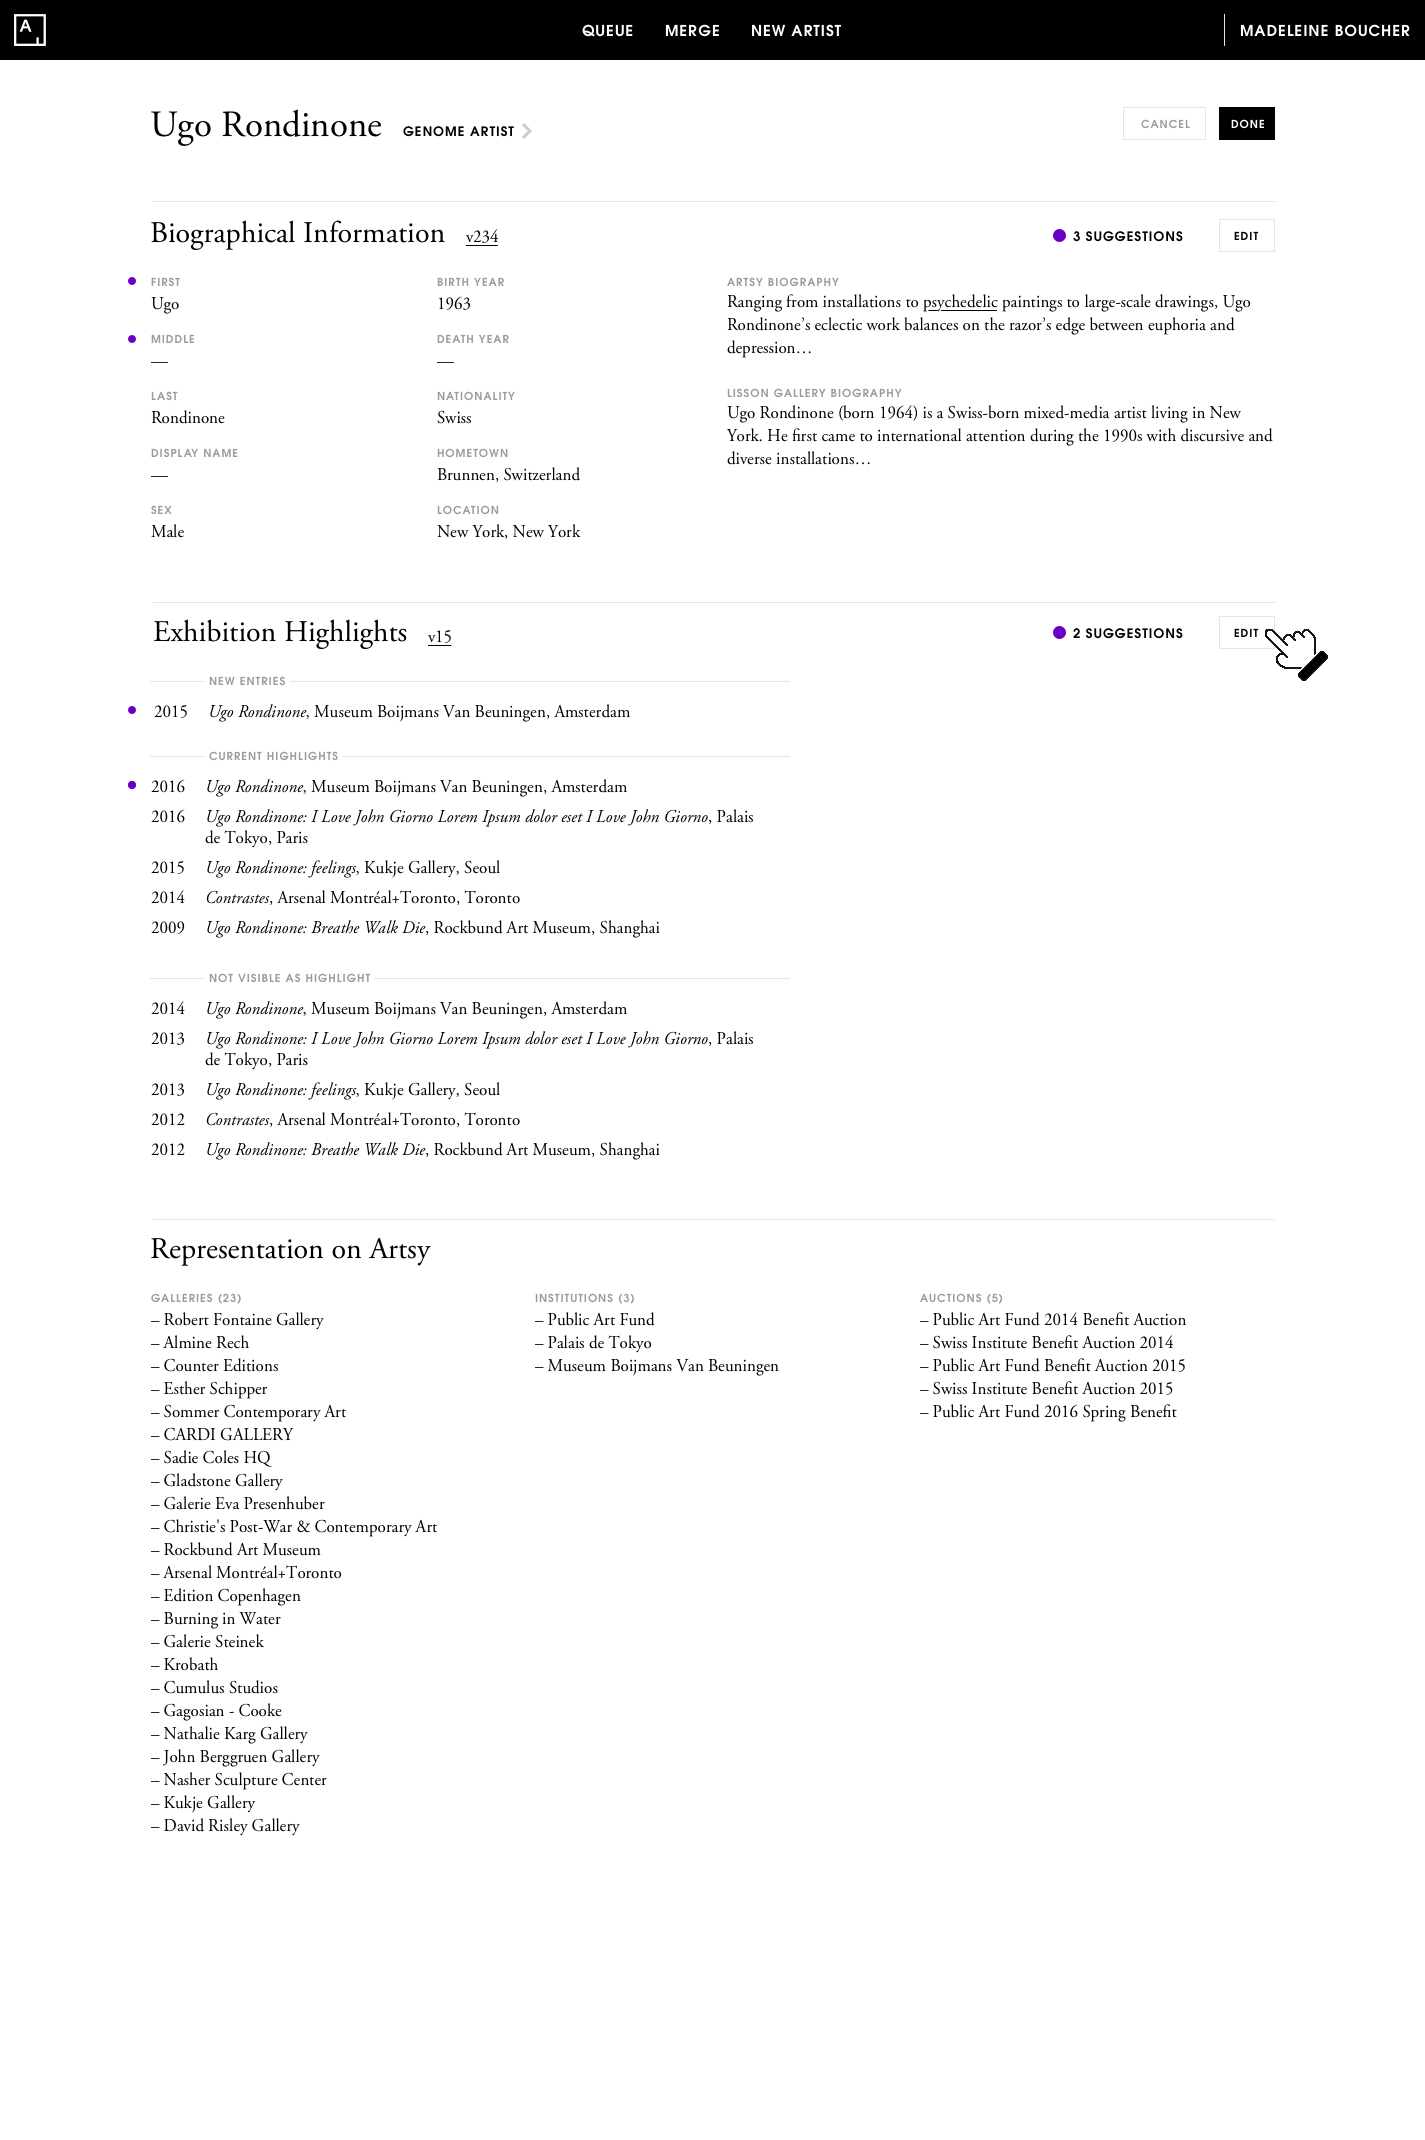 A
QUEUE MERGE NEW ARTIST MADELEINE BOUCHER
Ugo Rondinone GENOME ARTIST CANCEL DONE
Biographical Information v234 3 SUGGESTIONS EDIT
FIRST
Ugo
MIDDLE
—
LAST
Rondinone
DISPLAY NAME
—
SEX
Male
BIRTH YEAR
1963
DEATH YEAR
—
NATIONALITY
Swiss
HOMETOWN
Brunnen, Switzerland
LOCATION
New York, New York
ARTSY BIOGRAPHY
Ranging from installations to psychedelic paintings to large-scale drawings, Ugo
Rondinone’s eclectic work balances on the razor’s edge between euphoria and
depression…
LISSON GALLERY BIOGRAPHY
Ugo Rondinone (born 1964) is a Swiss-born mixed-media artist living in New
York. He first came to international attention during the 1990s with discursive and
diverse installations…
Exhibition Highlights v15 2 SUGGESTIONS EDIT
NEW ENTRIES
2015 Ugo Rondinone, Museum Boijmans Van Beuningen, Amsterdam
CURRENT HIGHLIGHTS
2016 Ugo Rondinone, Museum Boijmans Van Beuningen, Amsterdam
2016 Ugo Rondinone: I Love John Giorno Lorem Ipsum dolor eset I Love John Giorno, Palais
de Tokyo, Paris
2015 Ugo Rondinone: feelings, Kukje Gallery, Seoul
2014 Contrastes, Arsenal Montréal+Toronto, Toronto
2009 Ugo Rondinone: Breathe Walk Die, Rockbund Art Museum, Shanghai
NOT VISIBLE AS HIGHLIGHT
2014 Ugo Rondinone, Museum Boijmans Van Beuningen, Amsterdam
2013 Ugo Rondinone: I Love John Giorno Lorem Ipsum dolor eset I Love John Giorno, Palais
de Tokyo, Paris
2013 Ugo Rondinone: feelings, Kukje Gallery, Seoul
2012 Contrastes, Arsenal Montréal+Toronto, Toronto
2012 Ugo Rondinone: Breathe Walk Die, Rockbund Art Museum, Shanghai
Representation on Artsy
GALLERIES (23)
– Robert Fontaine Gallery
– Almine Rech
– Counter Editions
– Esther Schipper
– Sommer Contemporary Art
– CARDI GALLERY
– Sadie Coles HQ
– Gladstone Gallery
– Galerie Eva Presenhuber
– Christie's Post-War & Contemporary Art
– Rockbund Art Museum
– Arsenal Montréal+Toronto
– Edition Copenhagen
– Burning in Water
– Galerie Steinek
– Krobath
– Cumulus Studios
– Gagosian - Cooke
– Nathalie Karg Gallery
– John Berggruen Gallery
– Nasher Sculpture Center
– Kukje Gallery
– David Risley Gallery
INSTITUTIONS (3)
– Public Art Fund
– Palais de Tokyo
– Museum Boijmans Van Beuningen
AUCTIONS (5)
– Public Art Fund 2014 Benefit Auction
– Swiss Institute Benefit Auction 2014
– Public Art Fund Benefit Auction 2015
– Swiss Institute Benefit Auction 2015
– Public Art Fund 2016 Spring Benefit